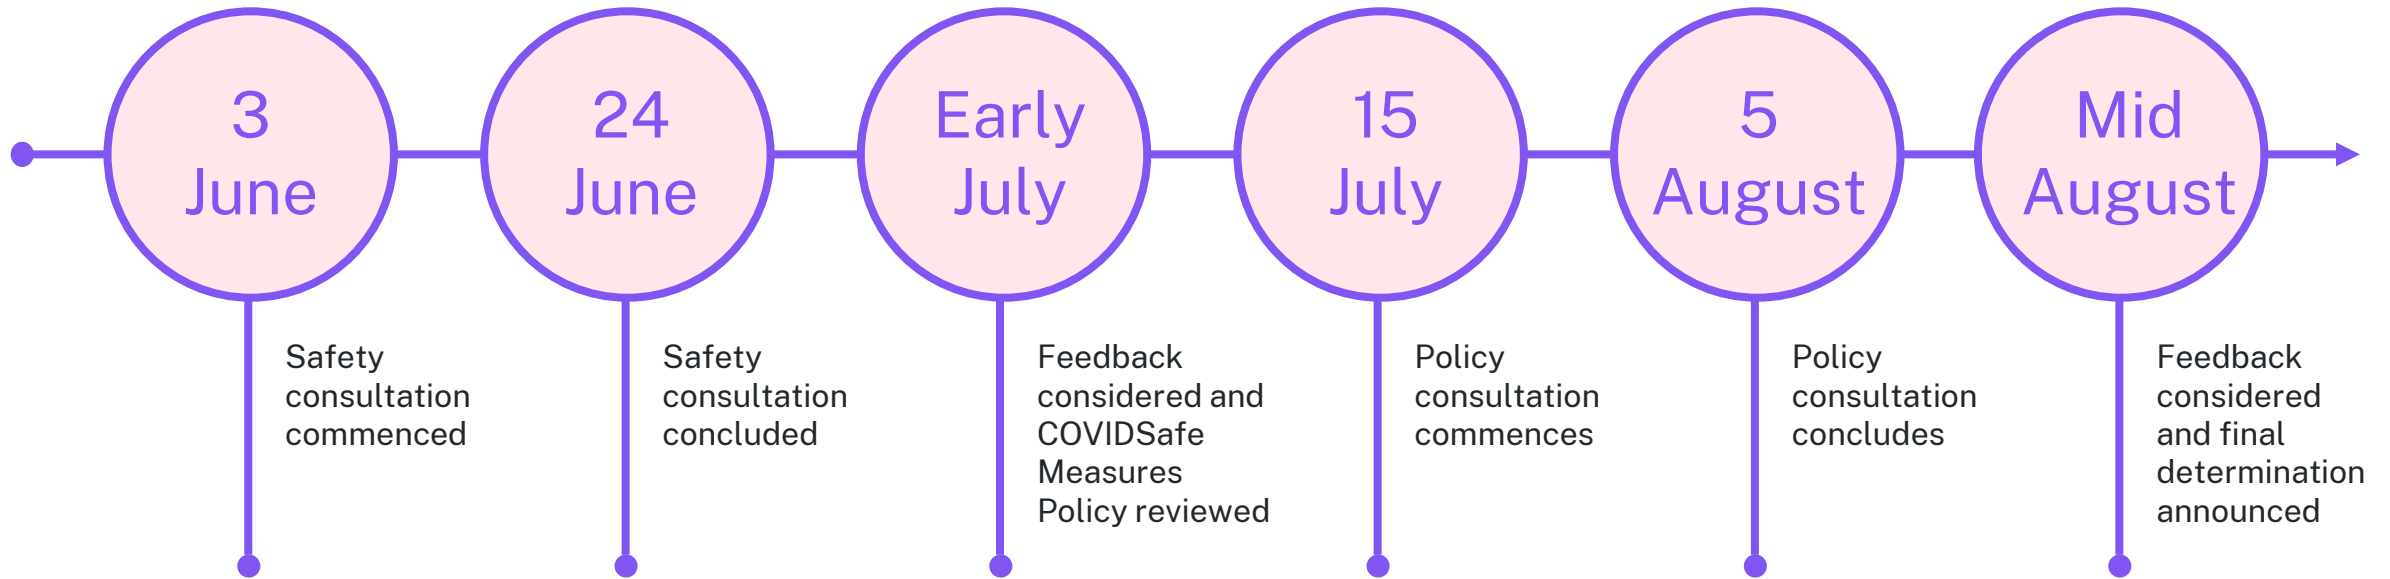 3
June
24
June
Early
July
15
July
5
August
Mid
August
Safety
consultation
commenced
Safety
consultation
concluded
Feedback
considered and
COVIDSafe
Measures
Policy reviewed
Policy
consultation
commences
Policy
consultation
concludes
Feedback
considered
and final
determination
announced